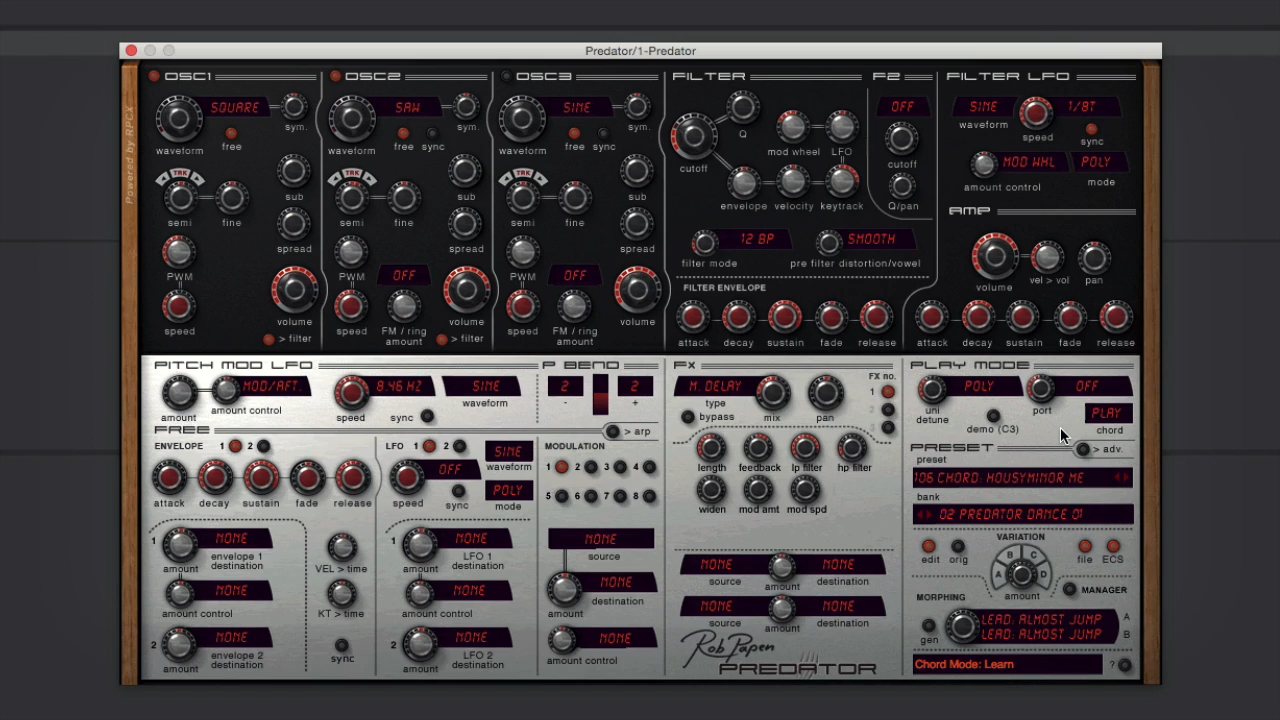 Predator/1-Predator
OSC1
OSC2
OSC3
FILTER
F2
FILTER LFO
SQUARE
sym.
waveform
free
TRK
sub
semi
fine
spread
PWM
speed
volume
> filter
SAW
sym.
waveform
free
sync
TRK
sub
semi
fine
spread
PWM
OFF
speed
FM / ring
amount
volume
> filter
SINE
sym.
waveform
free
sync
TRK
sub
semi
fine
spread
PWM
OFF
speed
FM / ring
amount
volume
cutoff
Q
mod wheel
LFO
envelope
velocity
keytrack
12 BP
filter mode
SMOOTH
pre filter distortion/vowel
OFF
cutoff
Q/pan
FILTER ENVELOPE
attack
decay
sustain
fade
release
SINE
waveform
speed
1/8T
sync
MOD WHL
amount control
POLY
mode
AMP
volume
vel > vol
pan
attack
decay
sustain
fade
release
Powered by RPCX
PITCH MOD LFO
amount
MOD/AFT.
amount control
speed
8.46 HZ
sync
SINE
waveform
P BEND
2
2
-
+
> arp
FREE
ENVELOPE
1
2
attack
decay
sustain
fade
release
LFO
1
2
speed
OFF
sync
SINE
waveform
POLY
mode
MODULATION
1
2
3
4
5
6
7
8
1
NONE
amount
envelope 1
destination
NONE
amount control
2
NONE
amount
envelope 2
destination
VEL > time
KT > time
sync
1
NONE
amount
LFO 1
destination
NONE
amount control
2
NONE
amount
LFO 2
destination
NONE
source
NONE
amount
destination
NONE
amount control
FX
M. DELAY
type
mix
pan
FX no.
1
2
3
bypass
length
feedback
lp filter
hp filter
widen
mod amt
mod spd
NONE
source
amount
NONE
destination
NONE
source
amount
NONE
destination
Rob Papen
PREDATOR
PLAY MODE
POLY
uni
detune
OFF
port
demo (C3)
PLAY
chord
PRESET
> adv.
preset
106 CHORD: HOUSYMINOR ME
bank
02 PREDATOR DANCE 01
VARIATION
edit
orig
A
B
C
D
amount
file
ECS
MORPHING
MANAGER
gen
LEAD: ALMOST JUMP
A
LEAD: ALMOST JUMP
B
Chord Mode: Learn
?